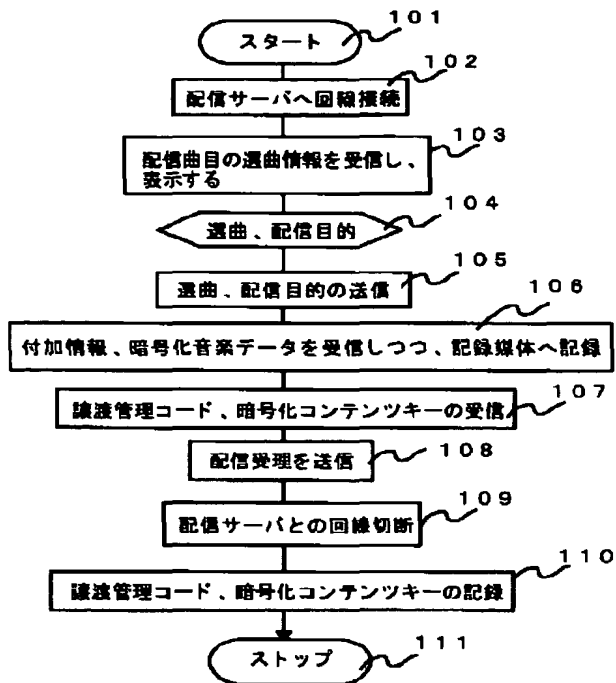 101
スタート
102
配信サーバへ回線接続
103
配信曲目の選曲情報を受信し、
表示する
104
選曲、配信目的
105
選曲、配信目的の送信
106
付加情報、暗号化音楽データを受信しつつ、記録媒体へ記録
107
譲渡管理コード、暗号化コンテンツキーの受信
108
配信受理を送信
109
配信サーバとの回線切断
110
譲渡管理コード、暗号化コンテンツキーの記録
111
ストップ